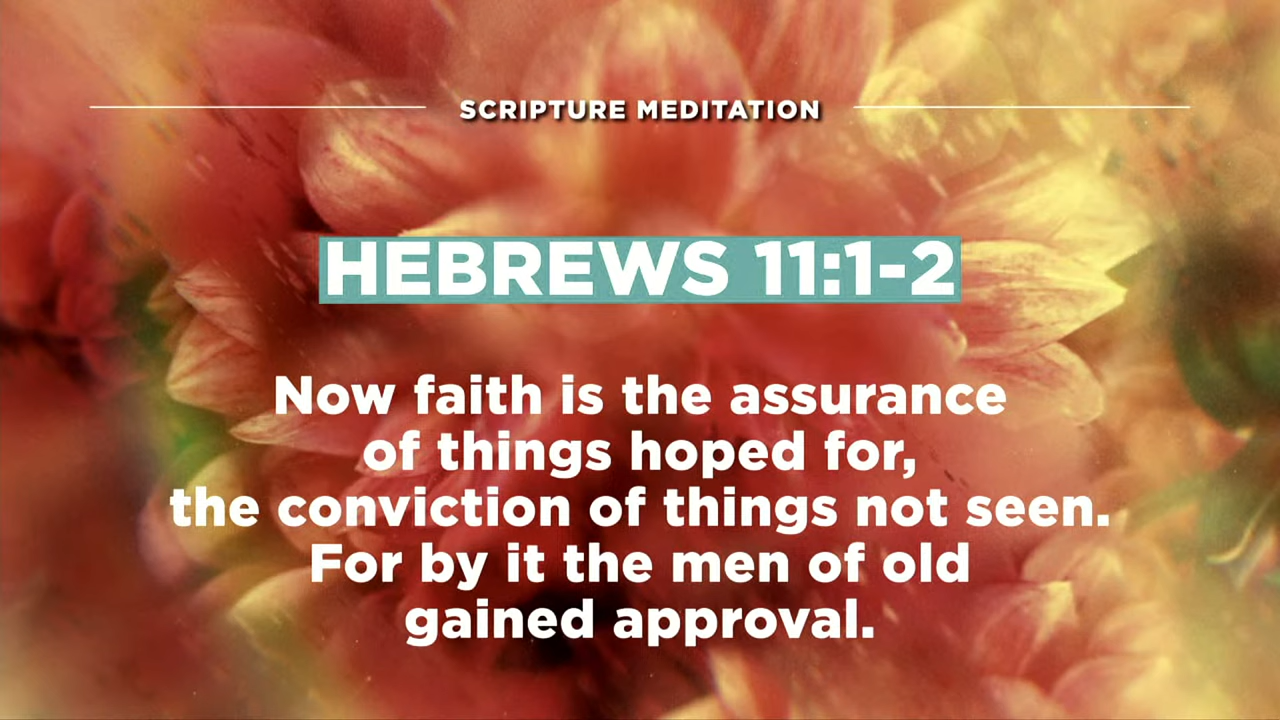 SCRIPTURE MEDITATION
HEBREWS 11:1-2
Now faith is the assurance
of things hoped for,
the conviction of things not seen.
For by it the men of old
gained approval.